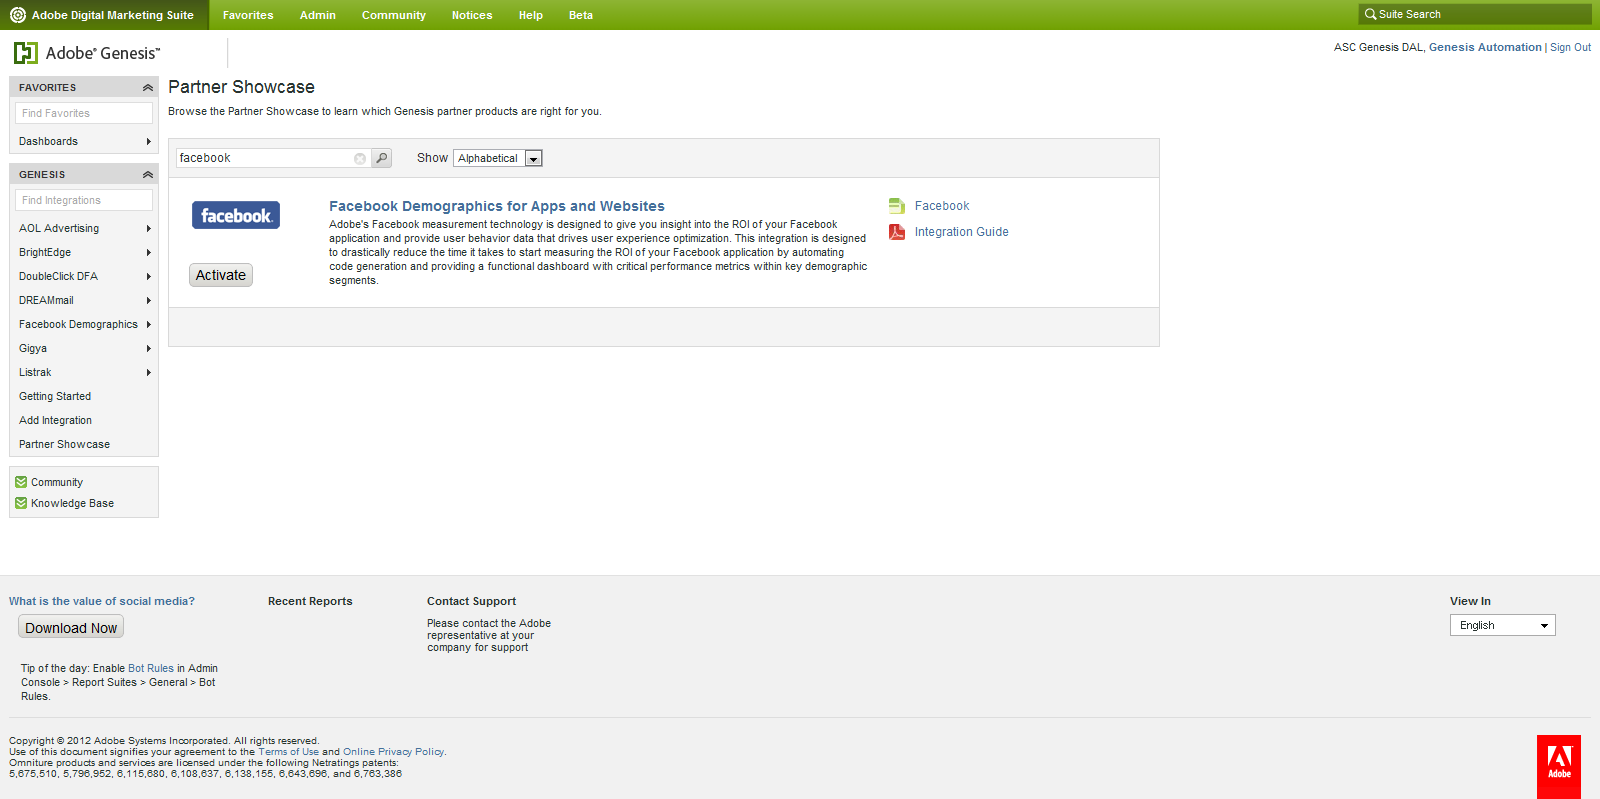 Adobe Digital Marketing Suite Favorites Admin Community Notices Help Beta Suite Search
Adobe® Genesis™
ASC Genesis DAL, Genesis Automation | Sign Out
FAVORITES
Find Favorites
Dashboards
GENESIS
Find Integrations
AOL Advertising
BrightEdge
DoubleClick DFA
DREAMmail
Facebook Demographics
Gigya
Listrak
Getting Started
Add Integration
Partner Showcase
Community
Knowledge Base
Partner Showcase
Browse the Partner Showcase to learn which Genesis partner products are right for you.
facebook Show Alphabetical
facebook.
Activate
Facebook Demographics for Apps and Websites
Adobe's Facebook measurement technology is designed to give you insight into the ROI of your Facebook
application and provide user behavior data that drives user experience optimization. This integration is designed
to drastically reduce the time it takes to start measuring the ROI of your Facebook application by automating
code generation and providing a functional dashboard with critical performance metrics within key demographic
segments.
Facebook
Integration Guide
What is the value of social media?
Download Now
Tip of the day: Enable Bot Rules in Admin
Console > Report Suites > General > Bot
Rules.
Recent Reports
Contact Support
Please contact the Adobe
representative at your
company for support
View In
English
Copyright © 2012 Adobe Systems Incorporated. All rights reserved.
Use of this document signifies your agreement to the Terms of Use and Online Privacy Policy.
Omniture products and services are licensed under the following Netratings patents:
5,675,510, 5,796,952, 6,115,680, 6,108,637, 6,138,155, 6,643,696, and 6,763,386
Adobe